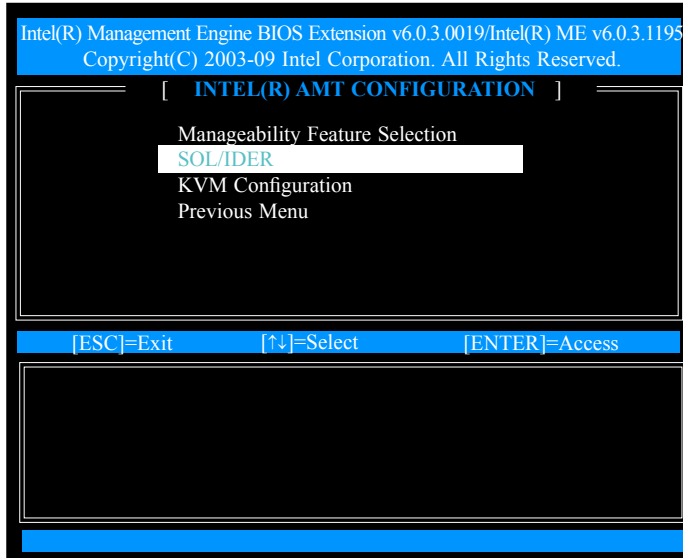 Intel(R) Management Engine BIOS Extension v6.0.3.0019/Intel(R) ME v6.0.3.1195
Copyright(C) 2003-09 Intel Corporation. All Rights Reserved.
[ INTEL(R) AMT CONFIGURATION ]
Manageability Feature Selection
SOL/IDER
KVM Configuration
Previous Menu
[ESC]=Exit [↑↓]=Select [ENTER]=Access